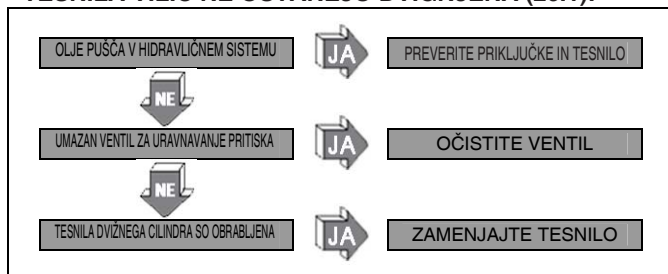 OLJE PUŠČA V HIDRAVLIČNEM SISTEMU JA PREVERITE PRIKLJUČKE IN TESNILO
NE
UMAZAN VENTIL ZA URAVNAVANJE PRITISKA JA OČISTITE VENTIL
NE
TESNILA DVIŽNEGA CILINDRA SO OBRABLJENA JA ZAMENJAJTE TESNILO